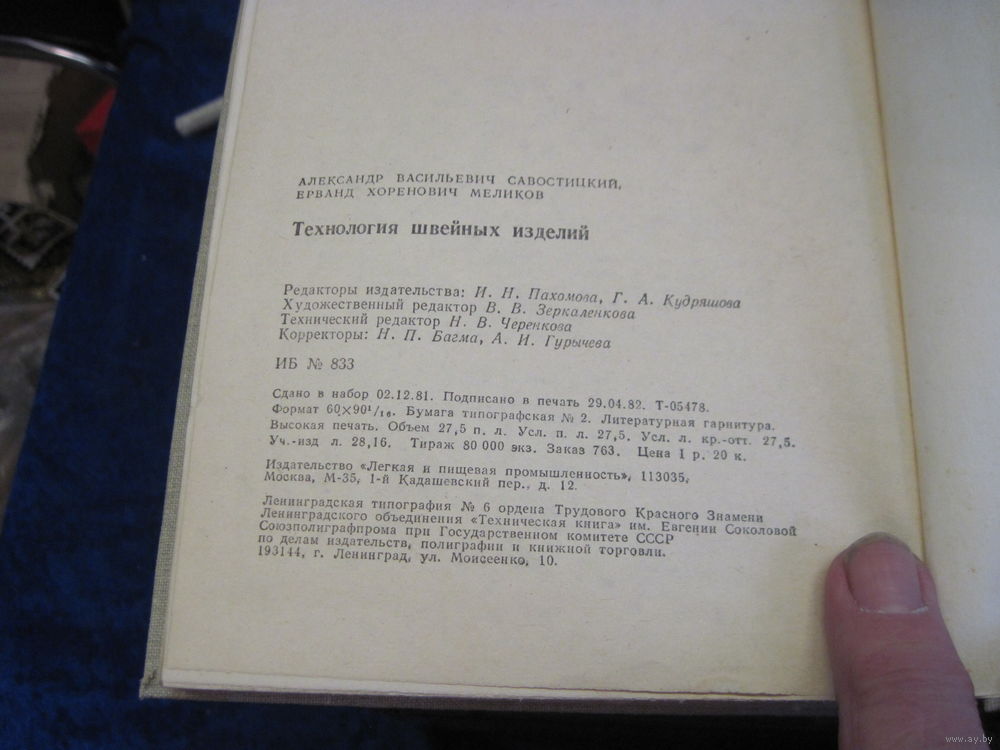 АЛЕКСАНДР ВАСИЛЬЕВИЧ САВОСТИЦКИЙ,
ЕРВАНД ХОРЕНОВИЧ МЕЛИКОВ
Технология швейных изделий
Редакторы издательства: И. Н. Пахомова, Г. А. Кудряшова
Художественный редактор В. В. Зеркаленкова
Технический редактор Н. В. Черенкова
Корректоры: Н. П. Багма, А. И. Гурычева
ИБ № 833
Сдано в набор 02.12.81. Подписано в печать 29.04.82. Т-05478.
Формат 60×90¹/₁₆. Бумага типографская № 2. Литературная гарнитура.
Высокая печать. Объем 27,5 п. л. Усл. п. л. 27,5. Усл. л. кр.-отт. 27,5.
Уч.-изд л. 28,16. Тираж 80 000 экз. Заказ 763. Цена 1 р. 20 к.
Издательство «Легкая и пищевая промышленность», 113035,
Москва, М-35, 1-й Кадашевский пер., д. 12.
Ленинградская типография № 6 ордена Трудового Красного Знамени
Ленинградского объединения «Техническая книга» им. Евгении Соколовой
Союзполиграфпрома при Государственном комитете СССР
по делам издательств, полиграфии и книжной торговли.
193144, г. Ленинград, ул. Моисеенко, 10.
www.ay.by